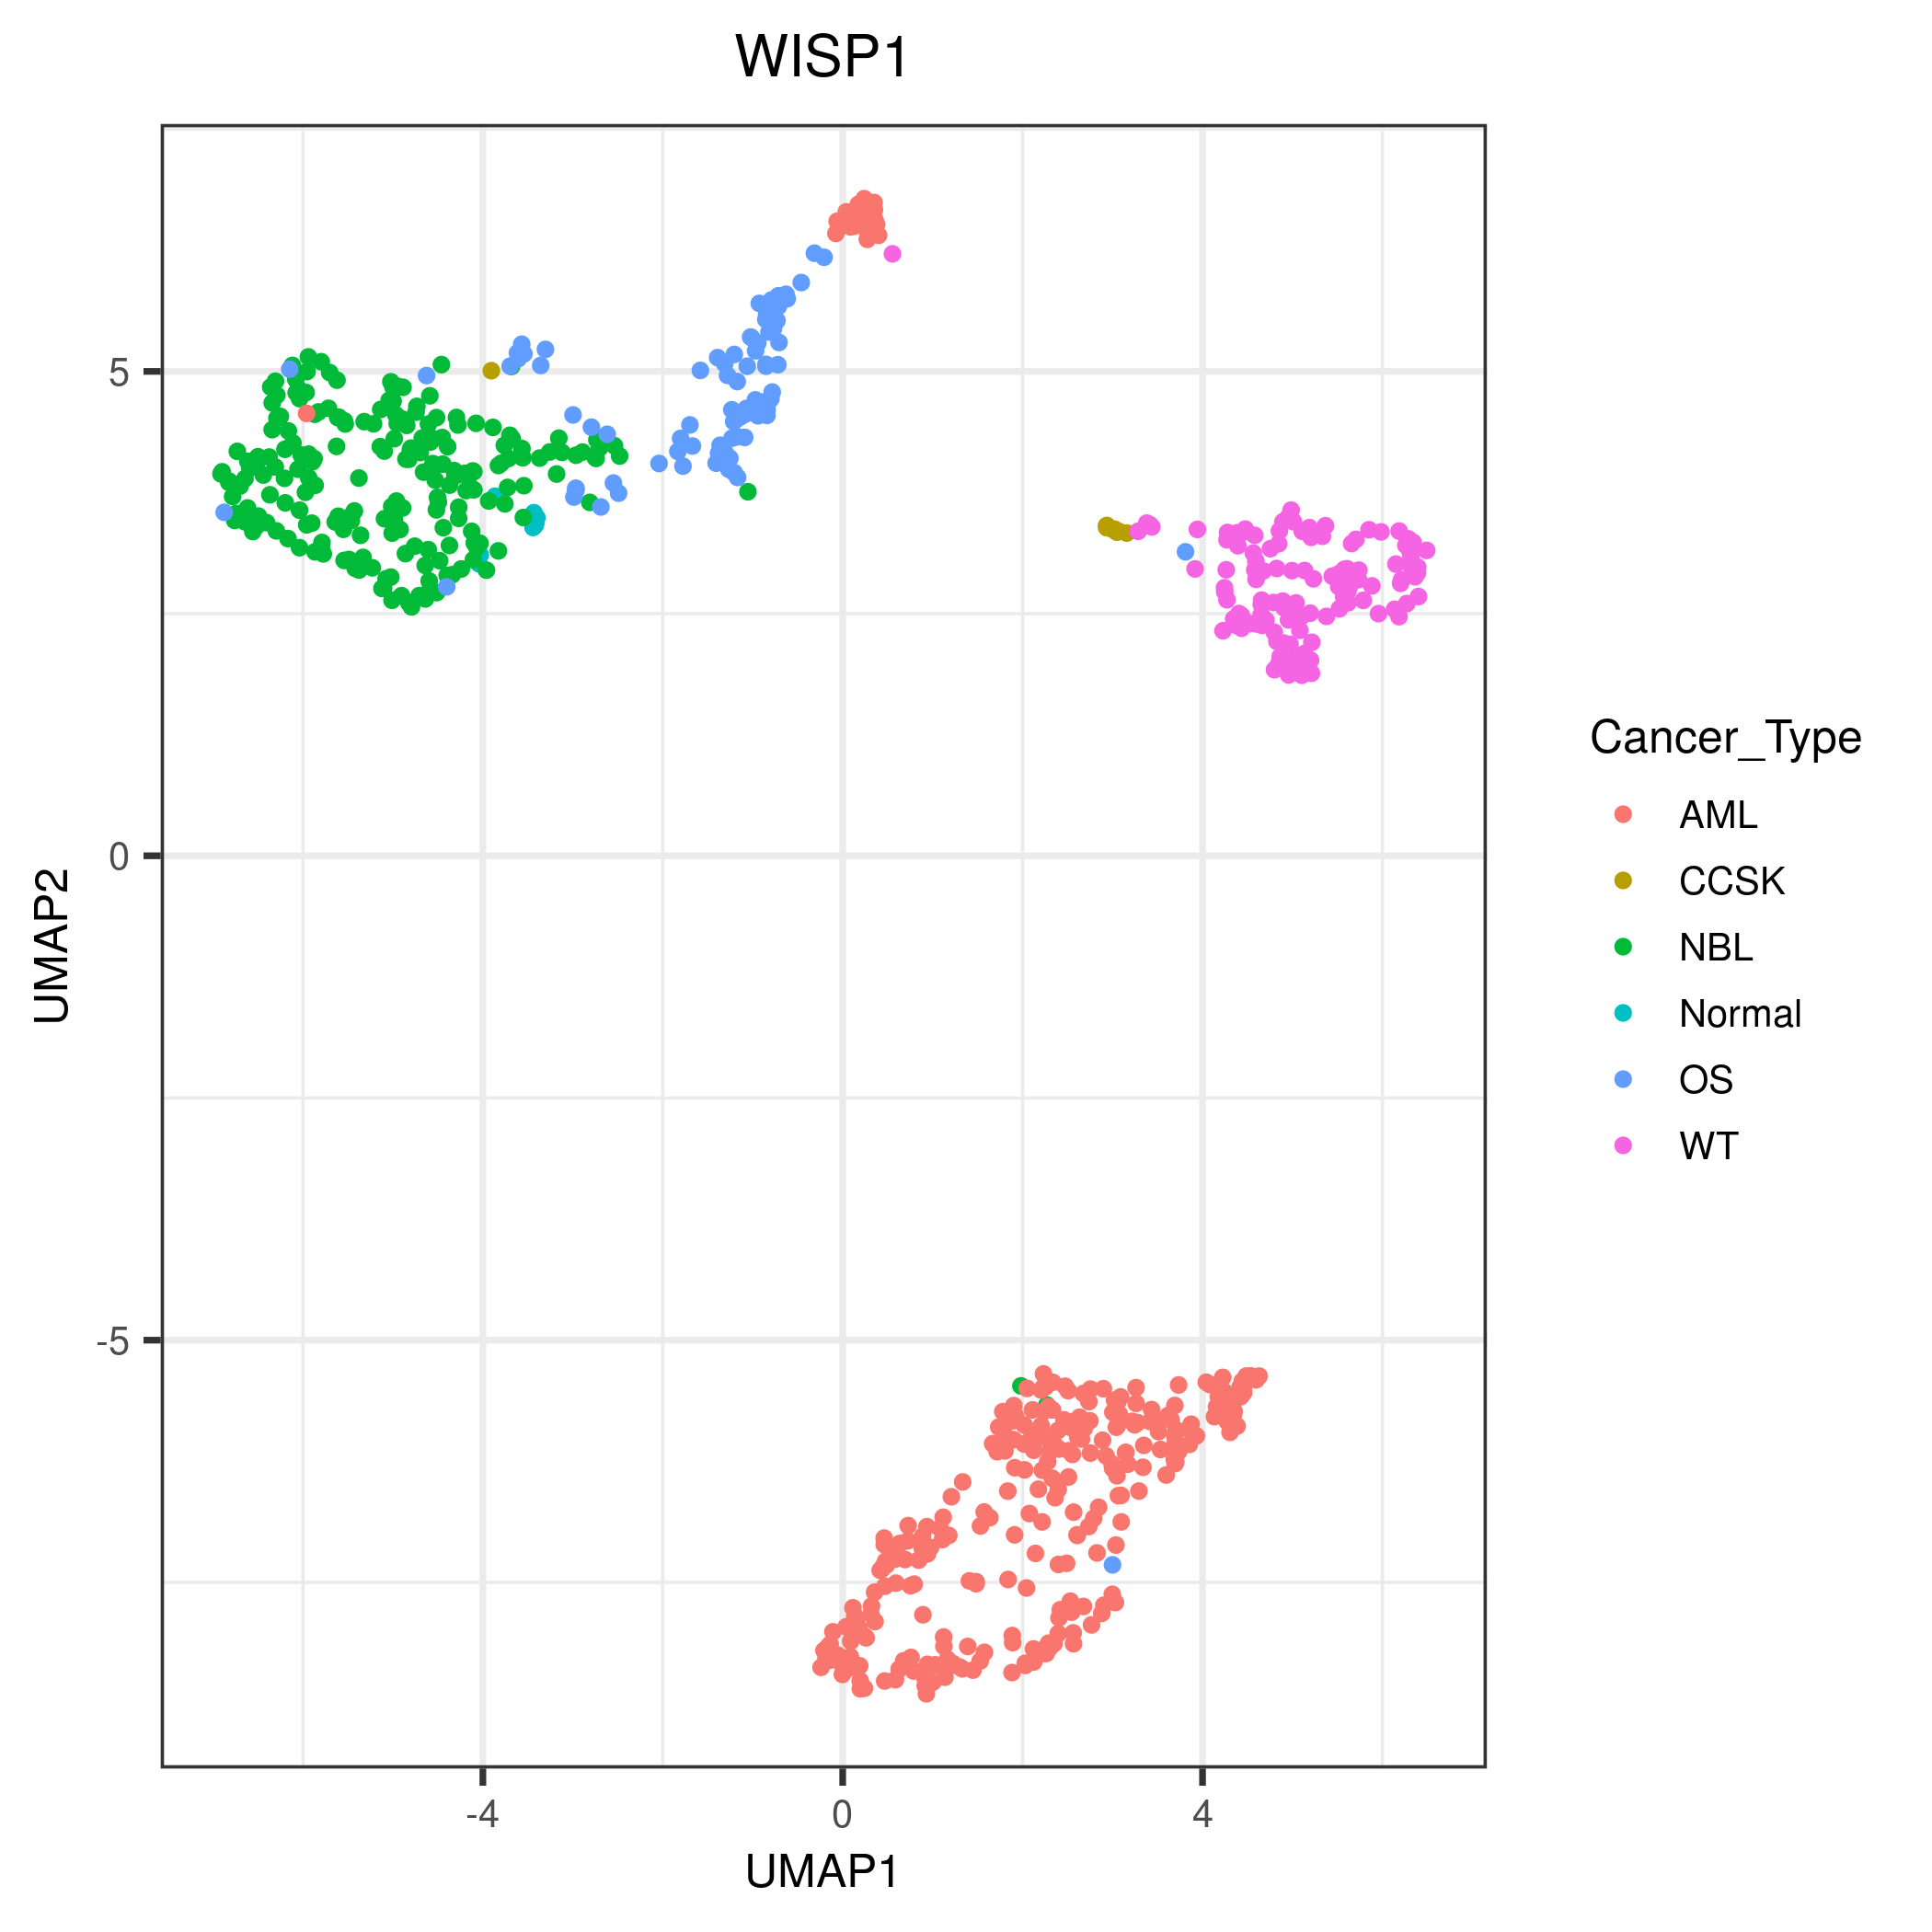 WISP1
5
0
-5
UMAP2
-4 0 4
UMAP1
Cancer_Type
AML
CCSK
NBL
Normal
OS
WT